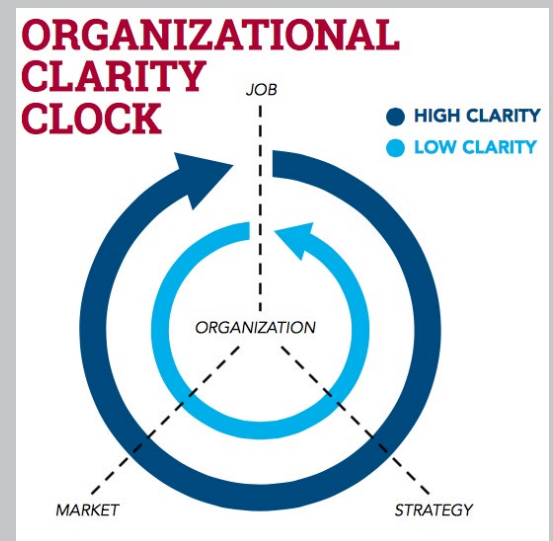 ORGANIZATIONAL
CLARITY
CLOCK
JOB
HIGH CLARITY
LOW CLARITY
ORGANIZATION
MARKET
STRATEGY